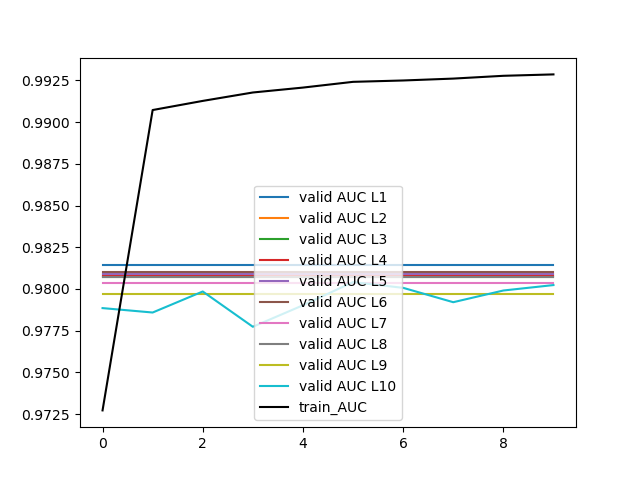 0.9925
0.9900
0.9875
0.9850
0.9825
0.9800
0.9775
0.9750
0.9725
valid AUC L1
valid AUC L2
valid AUC L3
valid AUC L4
valid AUC L5
valid AUC L6
valid AUC L7
valid AUC L8
valid AUC L9
valid AUC L10
train_AUC
0 2 4 6 8